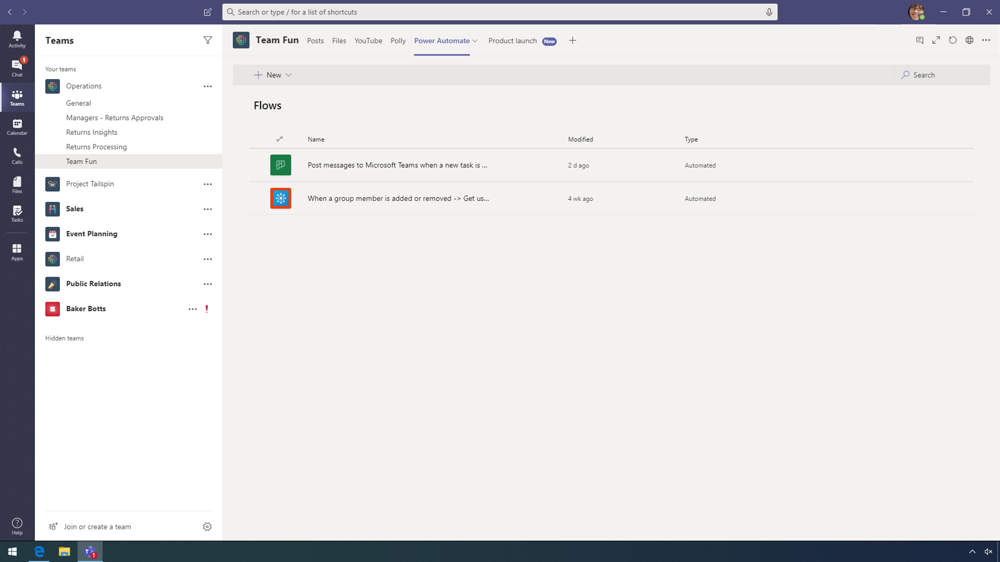 Search or type / for a list of shortcuts
Activity
1
Chat
Teams
Calendar
Calls
Files
Tasks
Apps
Help
Teams
Your teams
Operations
General
Managers - Returns Approvals
Returns Insights
Returns Processing
Team Fun
Project Tailspin
Sales
Event Planning
Retail
Public Relations
Baker Botts
Hidden teams
Join or create a team
Team Fun Posts Files YouTube Polly Power Automate Product launch New
New
Search
Flows
Name Modified Type
Post messages to Microsoft Teams when a new task is ... 2 d ago Automated
When a group member is added or removed -> Get us... 4 wk ago Automated
T 1